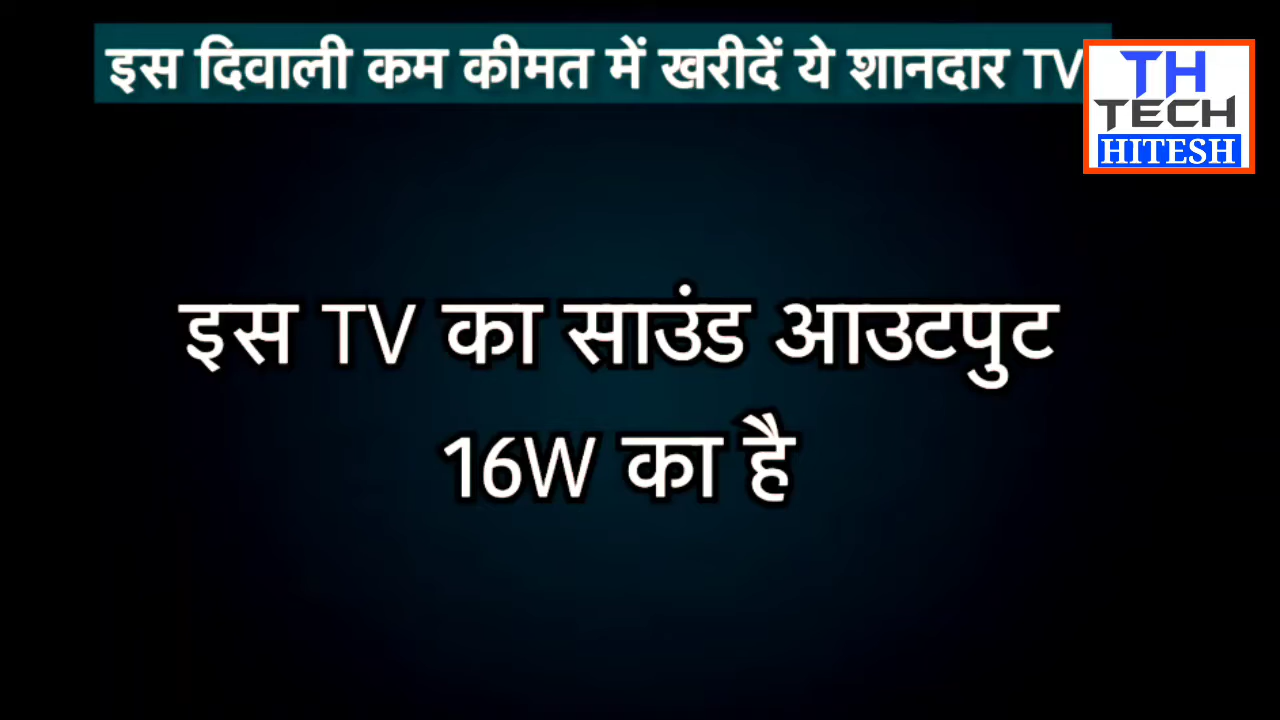 इस दिवाली कम कीमत में खरीदें ये शानदार TV
TH
TECH
HITESH
इस TV का साउंड आउटपुट
16W का है